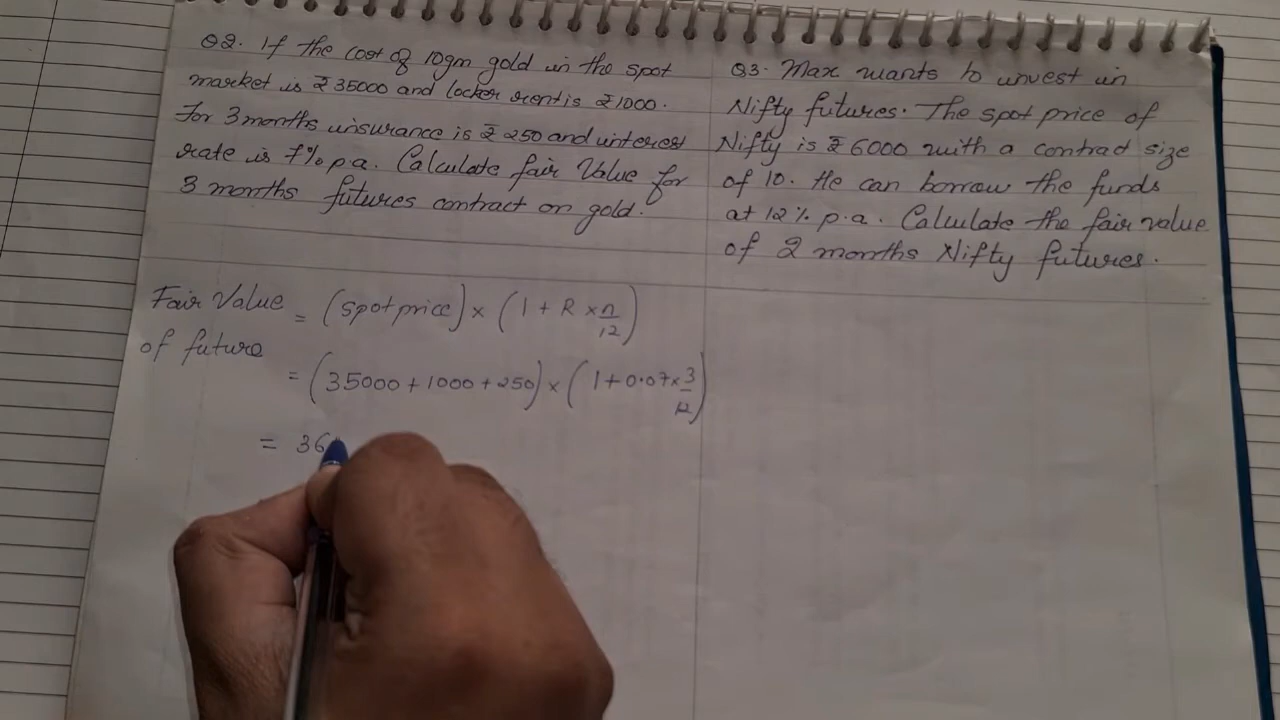 Q2. If the cost of 10gm gold in the spot
market is ₹35000 and locker rent is ₹1000.
For 3 months insurance is ₹250 and interest
rate is 7% p.a. Calculate fair Value for
3 months futures contract on gold.
Q3. Max wants to invest in
Nifty futures. The spot price of
Nifty is ₹6000 with a contract size
of 10. He can borrow the funds
at 12% p.a. Calculate the fair value
of 2 months Nifty futures.
Fair Value of future = (spot price) × (1 + R × n/12)
= (35000 + 1000 + 250) × (1 + 0.07 × 3/12)
= 36